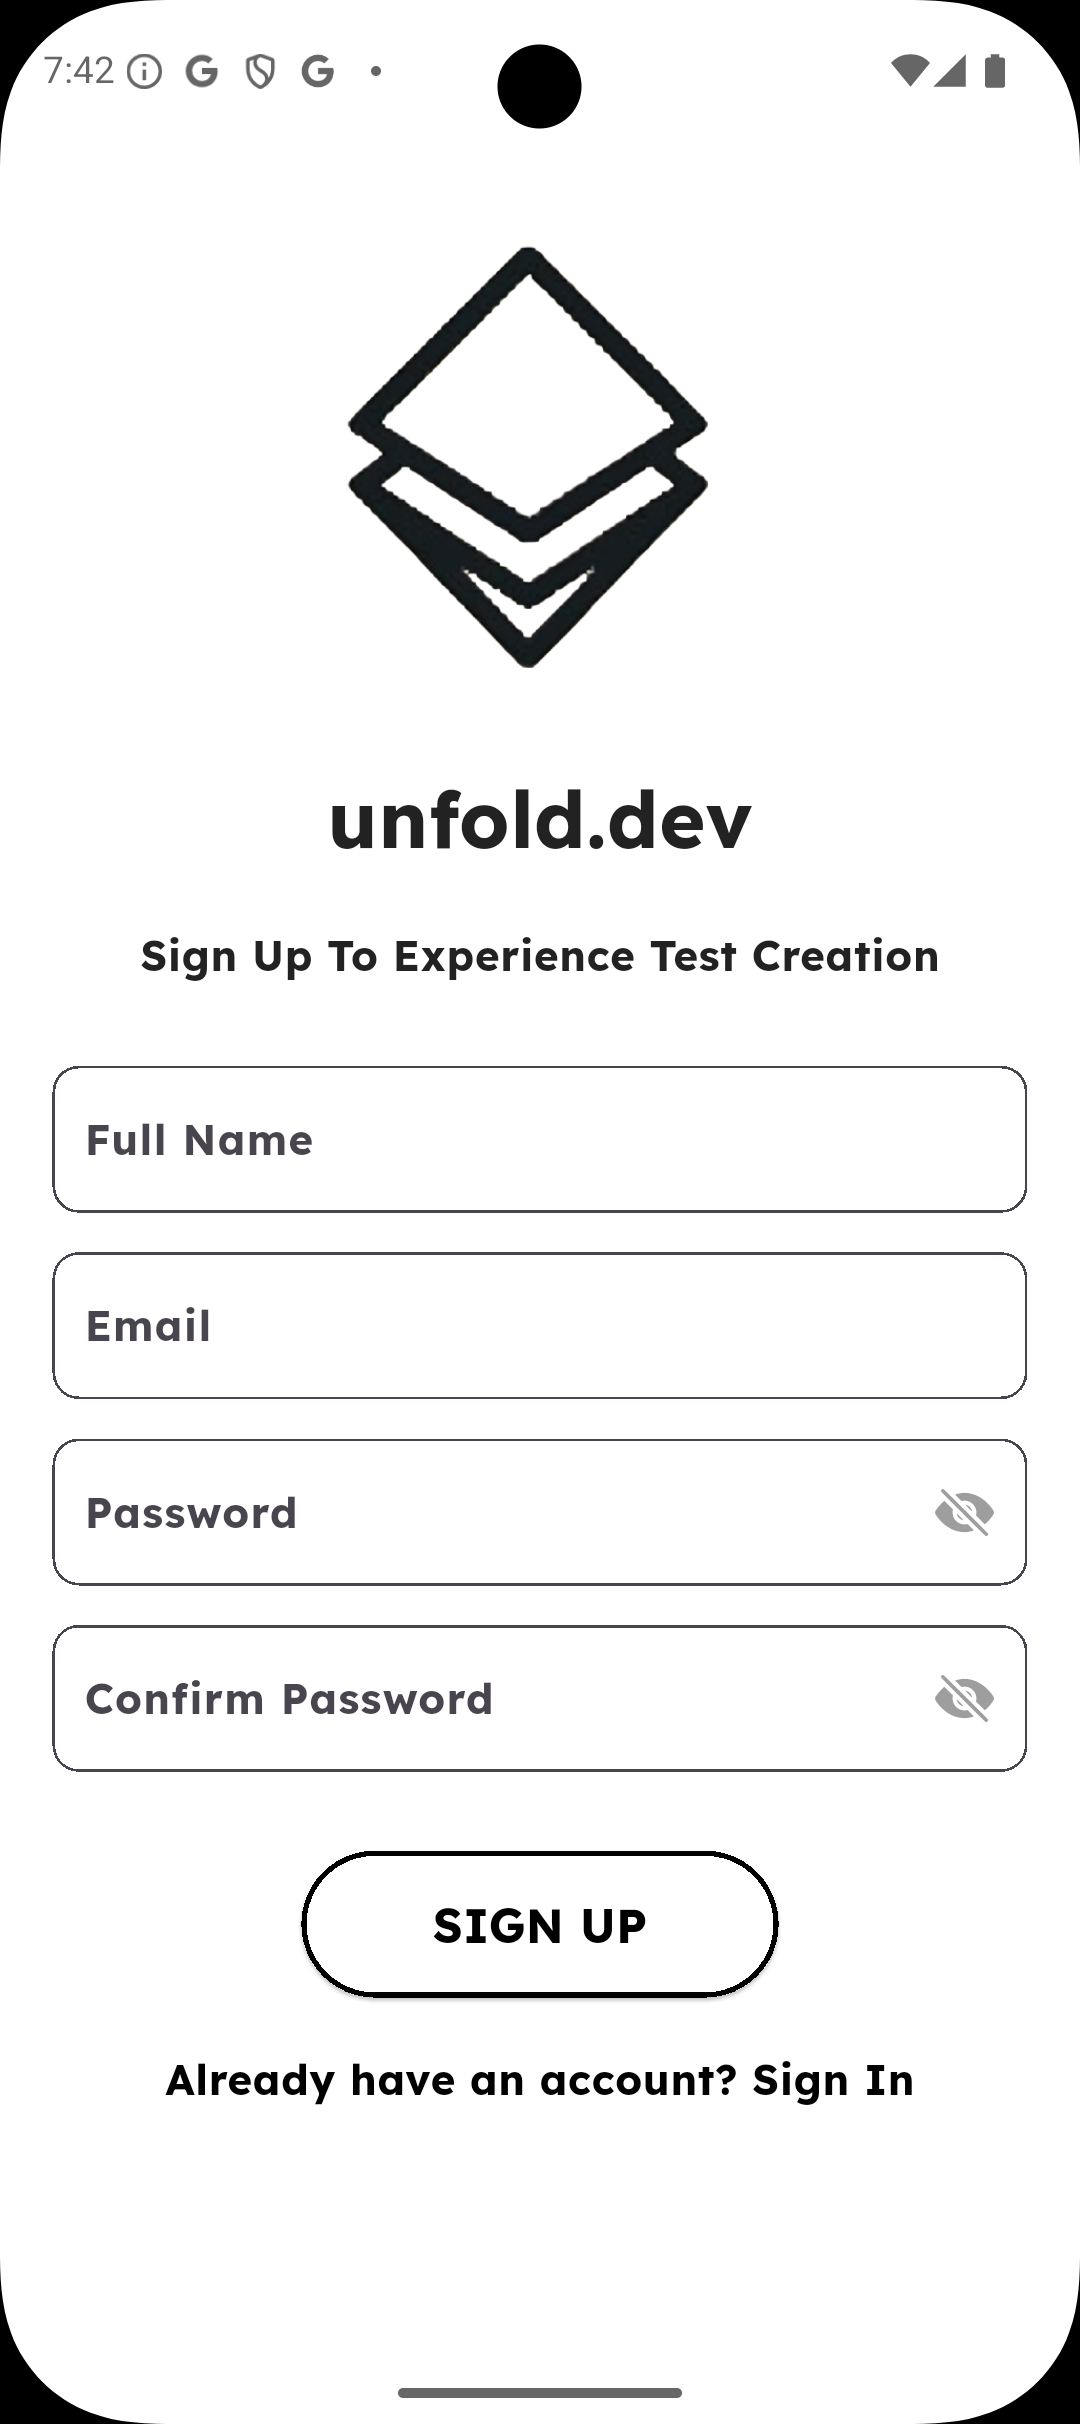 7:42
unfold.dev
Sign Up To Experience Test Creation
Full Name
Email
Password
Confirm Password
SIGN UP
Already have an account? Sign In